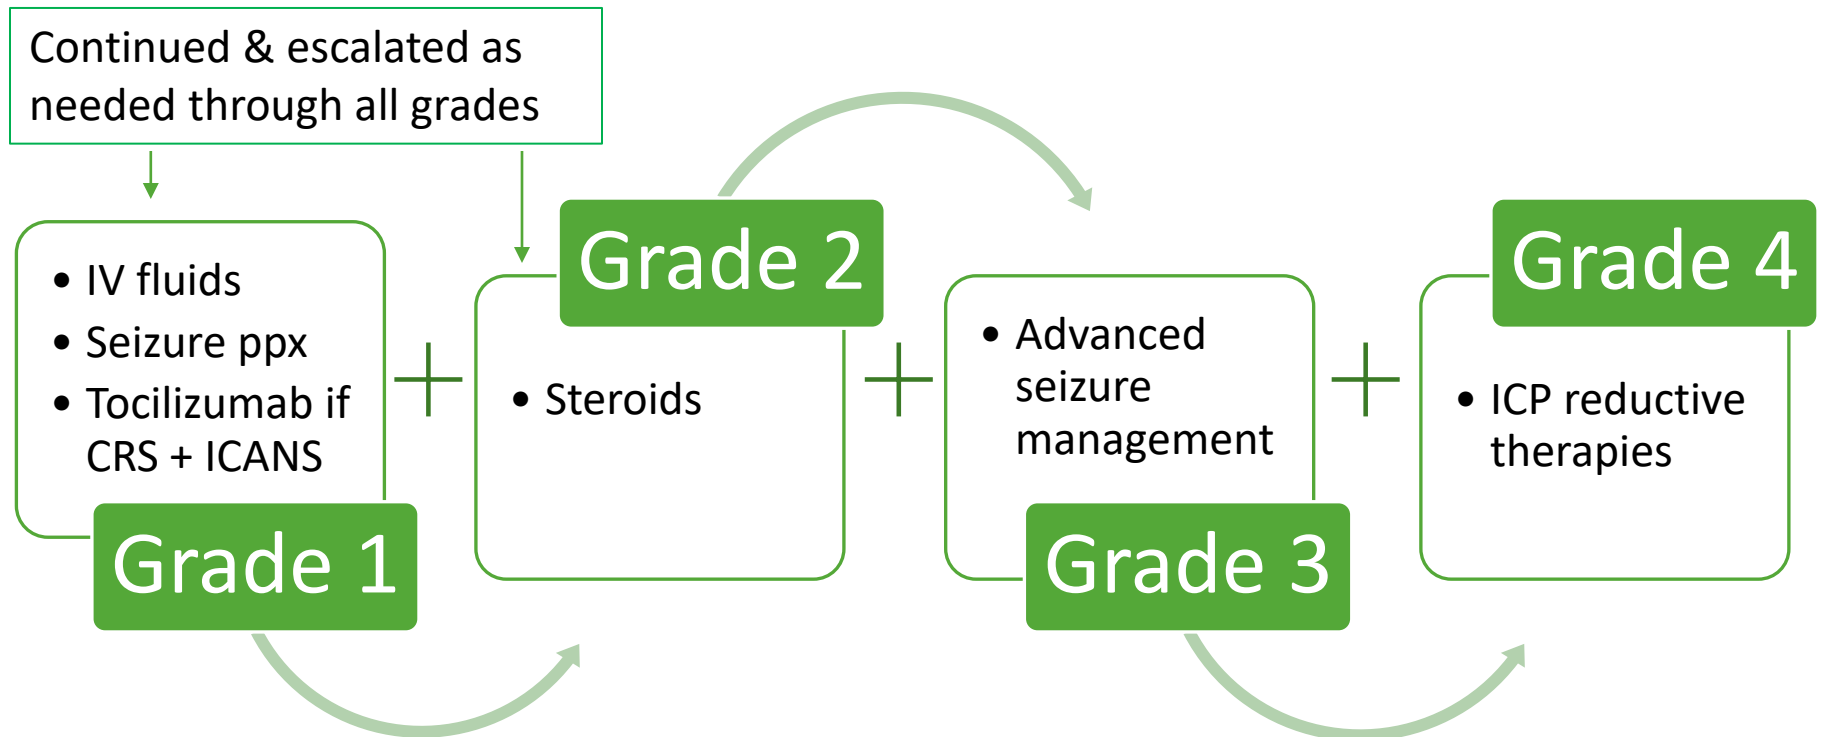 Continued & escalated as
needed through all grades
• IV fluids
• Seizure ppx
• Tocilizumab if
CRS + ICANS
Grade 1
Grade 2
• Steroids
• Advanced
seizure
management
Grade 3
Grade 4
• ICP reductive
therapies